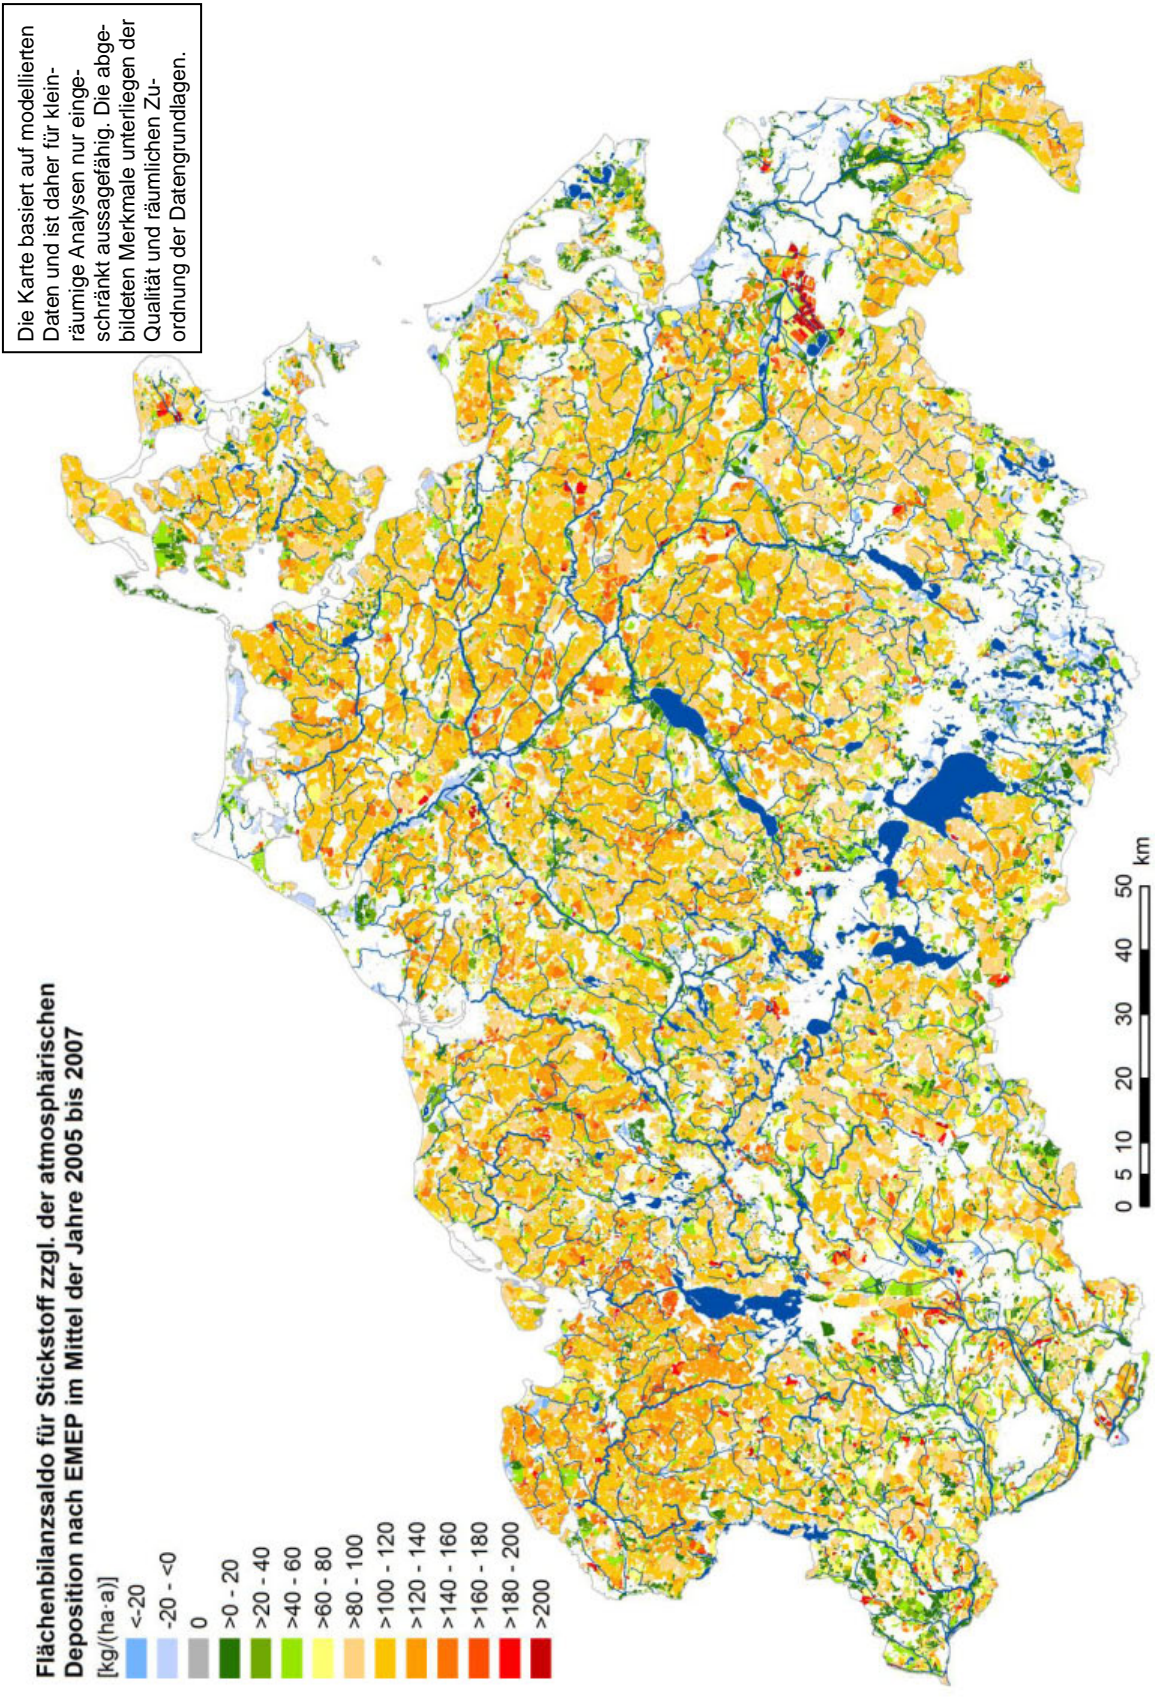 Flächenbilanzsaldo für Stickstoff zzgl. der atmosphärischen
Deposition nach EMEP im Mittel der Jahre 2005 bis 2007
[kg/(ha·a)]
<-20
-20 - <0
0
>0 - 20
>20 - 40
>40 - 60
>60 - 80
>80 - 100
>100 - 120
>120 - 140
>140 - 160
>160 - 180
>180 - 200
>200
Die Karte basiert auf modellierten
Daten und ist daher für klein-
räumige Analysen nur einge-
schränkt aussagefähig. Die abge-
bildeten Merkmale unterliegen der
Qualität und räumlichen Zu-
ordnung der Datengrundlagen.
0 5 10 20 30 40 50
km